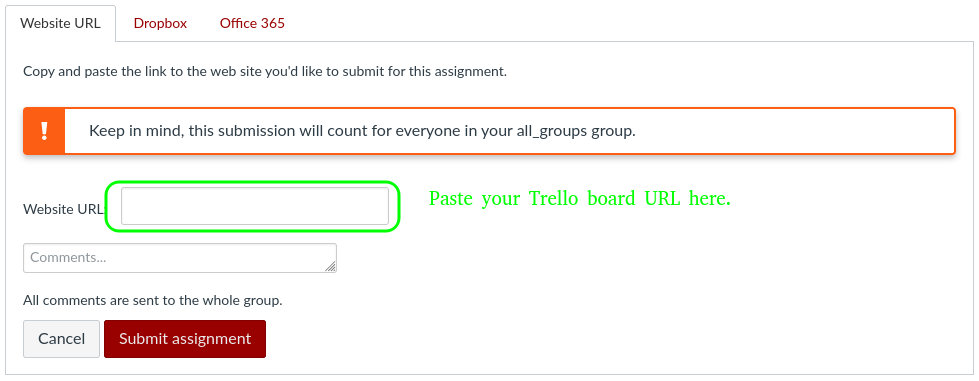 Website URL Dropbox Office 365
Copy and paste the link to the web site you'd like to submit for this assignment.
! Keep in mind, this submission will count for everyone in your all_groups group.
Website URL: Paste your Trello board URL here.
Comments...
All comments are sent to the whole group.
Cancel Submit assignment